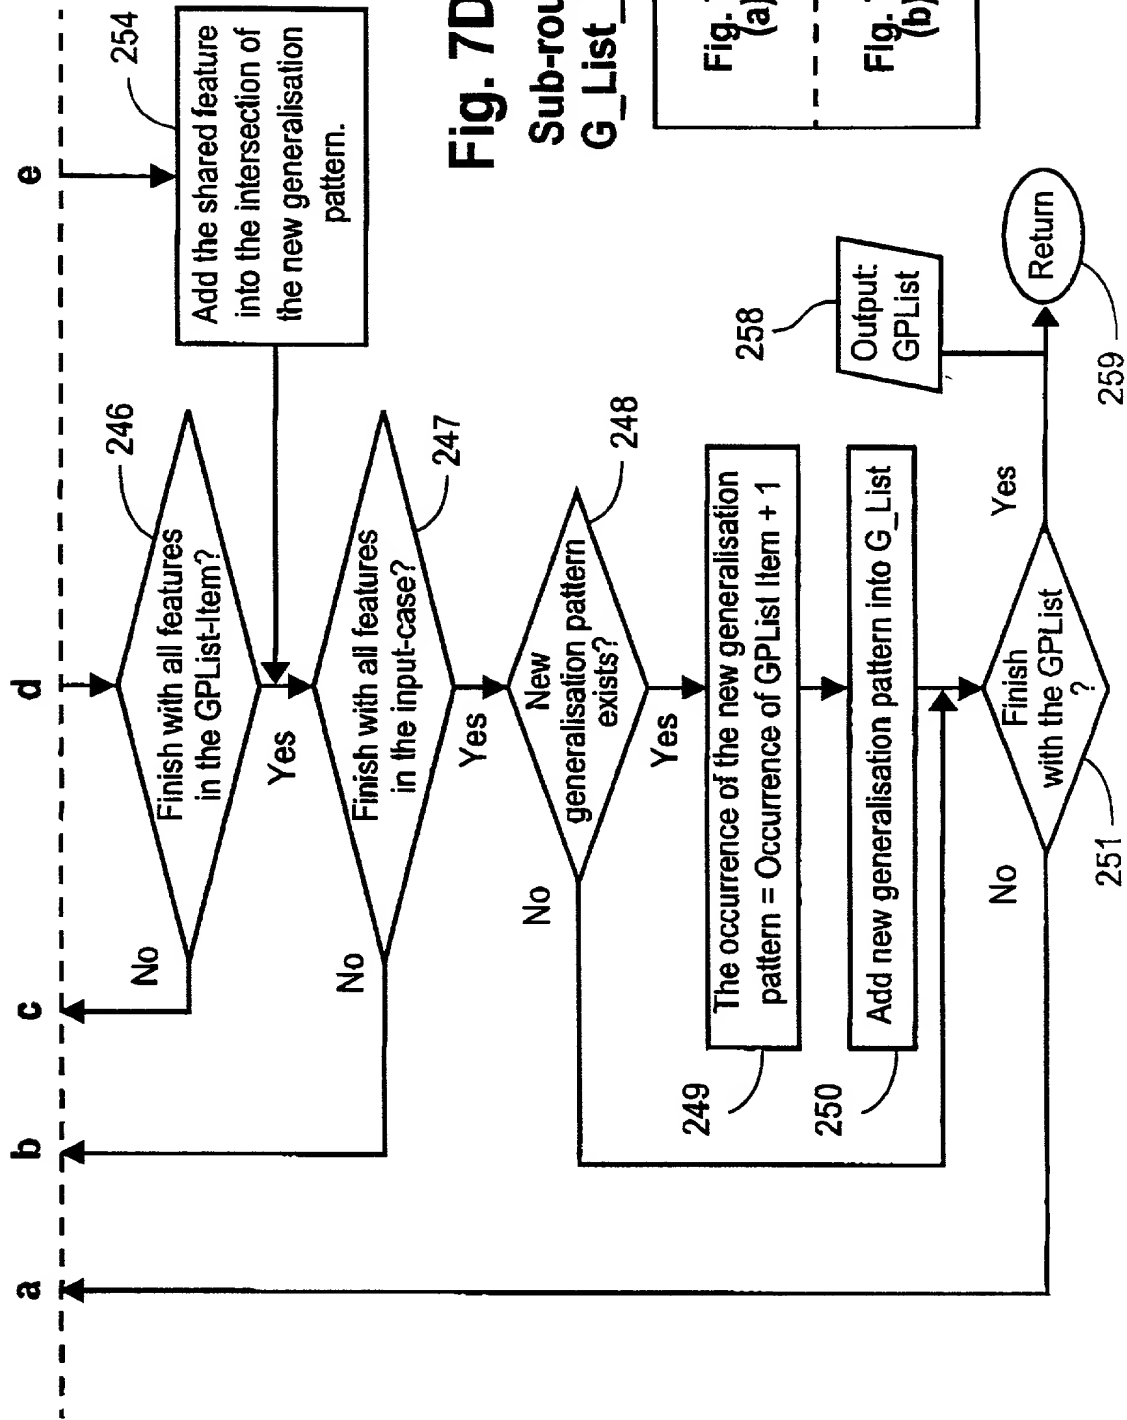 a
b
c
d
e
246
Finish with all features
in the GPList-Item?
No
Yes
254
Add the shared feature
into the intersection of
the new generalisation
pattern.
247
Finish with all features
in the input-case?
No
Yes
248
New
generalisation pattern
exists?
No
Yes
249
The occurrence of the new generalisation
pattern = Occurrence of GPList Item + 1
250
Add new generalisation pattern into G_List
251
Finish
with the GPList
?
No
Yes
258
Output:
GPList
Return
259
Fig. 7D
Sub-rou
G_List_
Fig.
(a)
Fig.
(b)